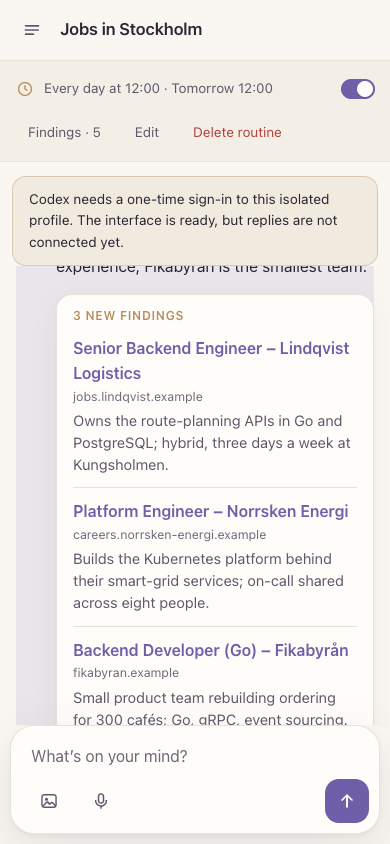 Jobs in Stockholm
Every day at 12:00 · Tomorrow 12:00
Findings · 5 Edit Delete routine
Codex needs a one-time sign-in to this isolated
profile. The interface is ready, but replies are not
connected yet.
experience, Fikabyrån is the smallest team.
3 NEW FINDINGS
Senior Backend Engineer – Lindqvist
Logistics
jobs.lindqvist.example
Owns the route-planning APIs in Go and
PostgreSQL; hybrid, three days a week at
Kungsholmen.
Platform Engineer – Norrsken Energi
careers.norrsken-energi.example
Builds the Kubernetes platform behind
their smart-grid services; on-call shared
across eight people.
Backend Developer (Go) – Fikabyrån
fikabyran.example
Small product team rebuilding ordering
for 300 cafés; Go, gRPC, event sourcing.
What's on your mind?